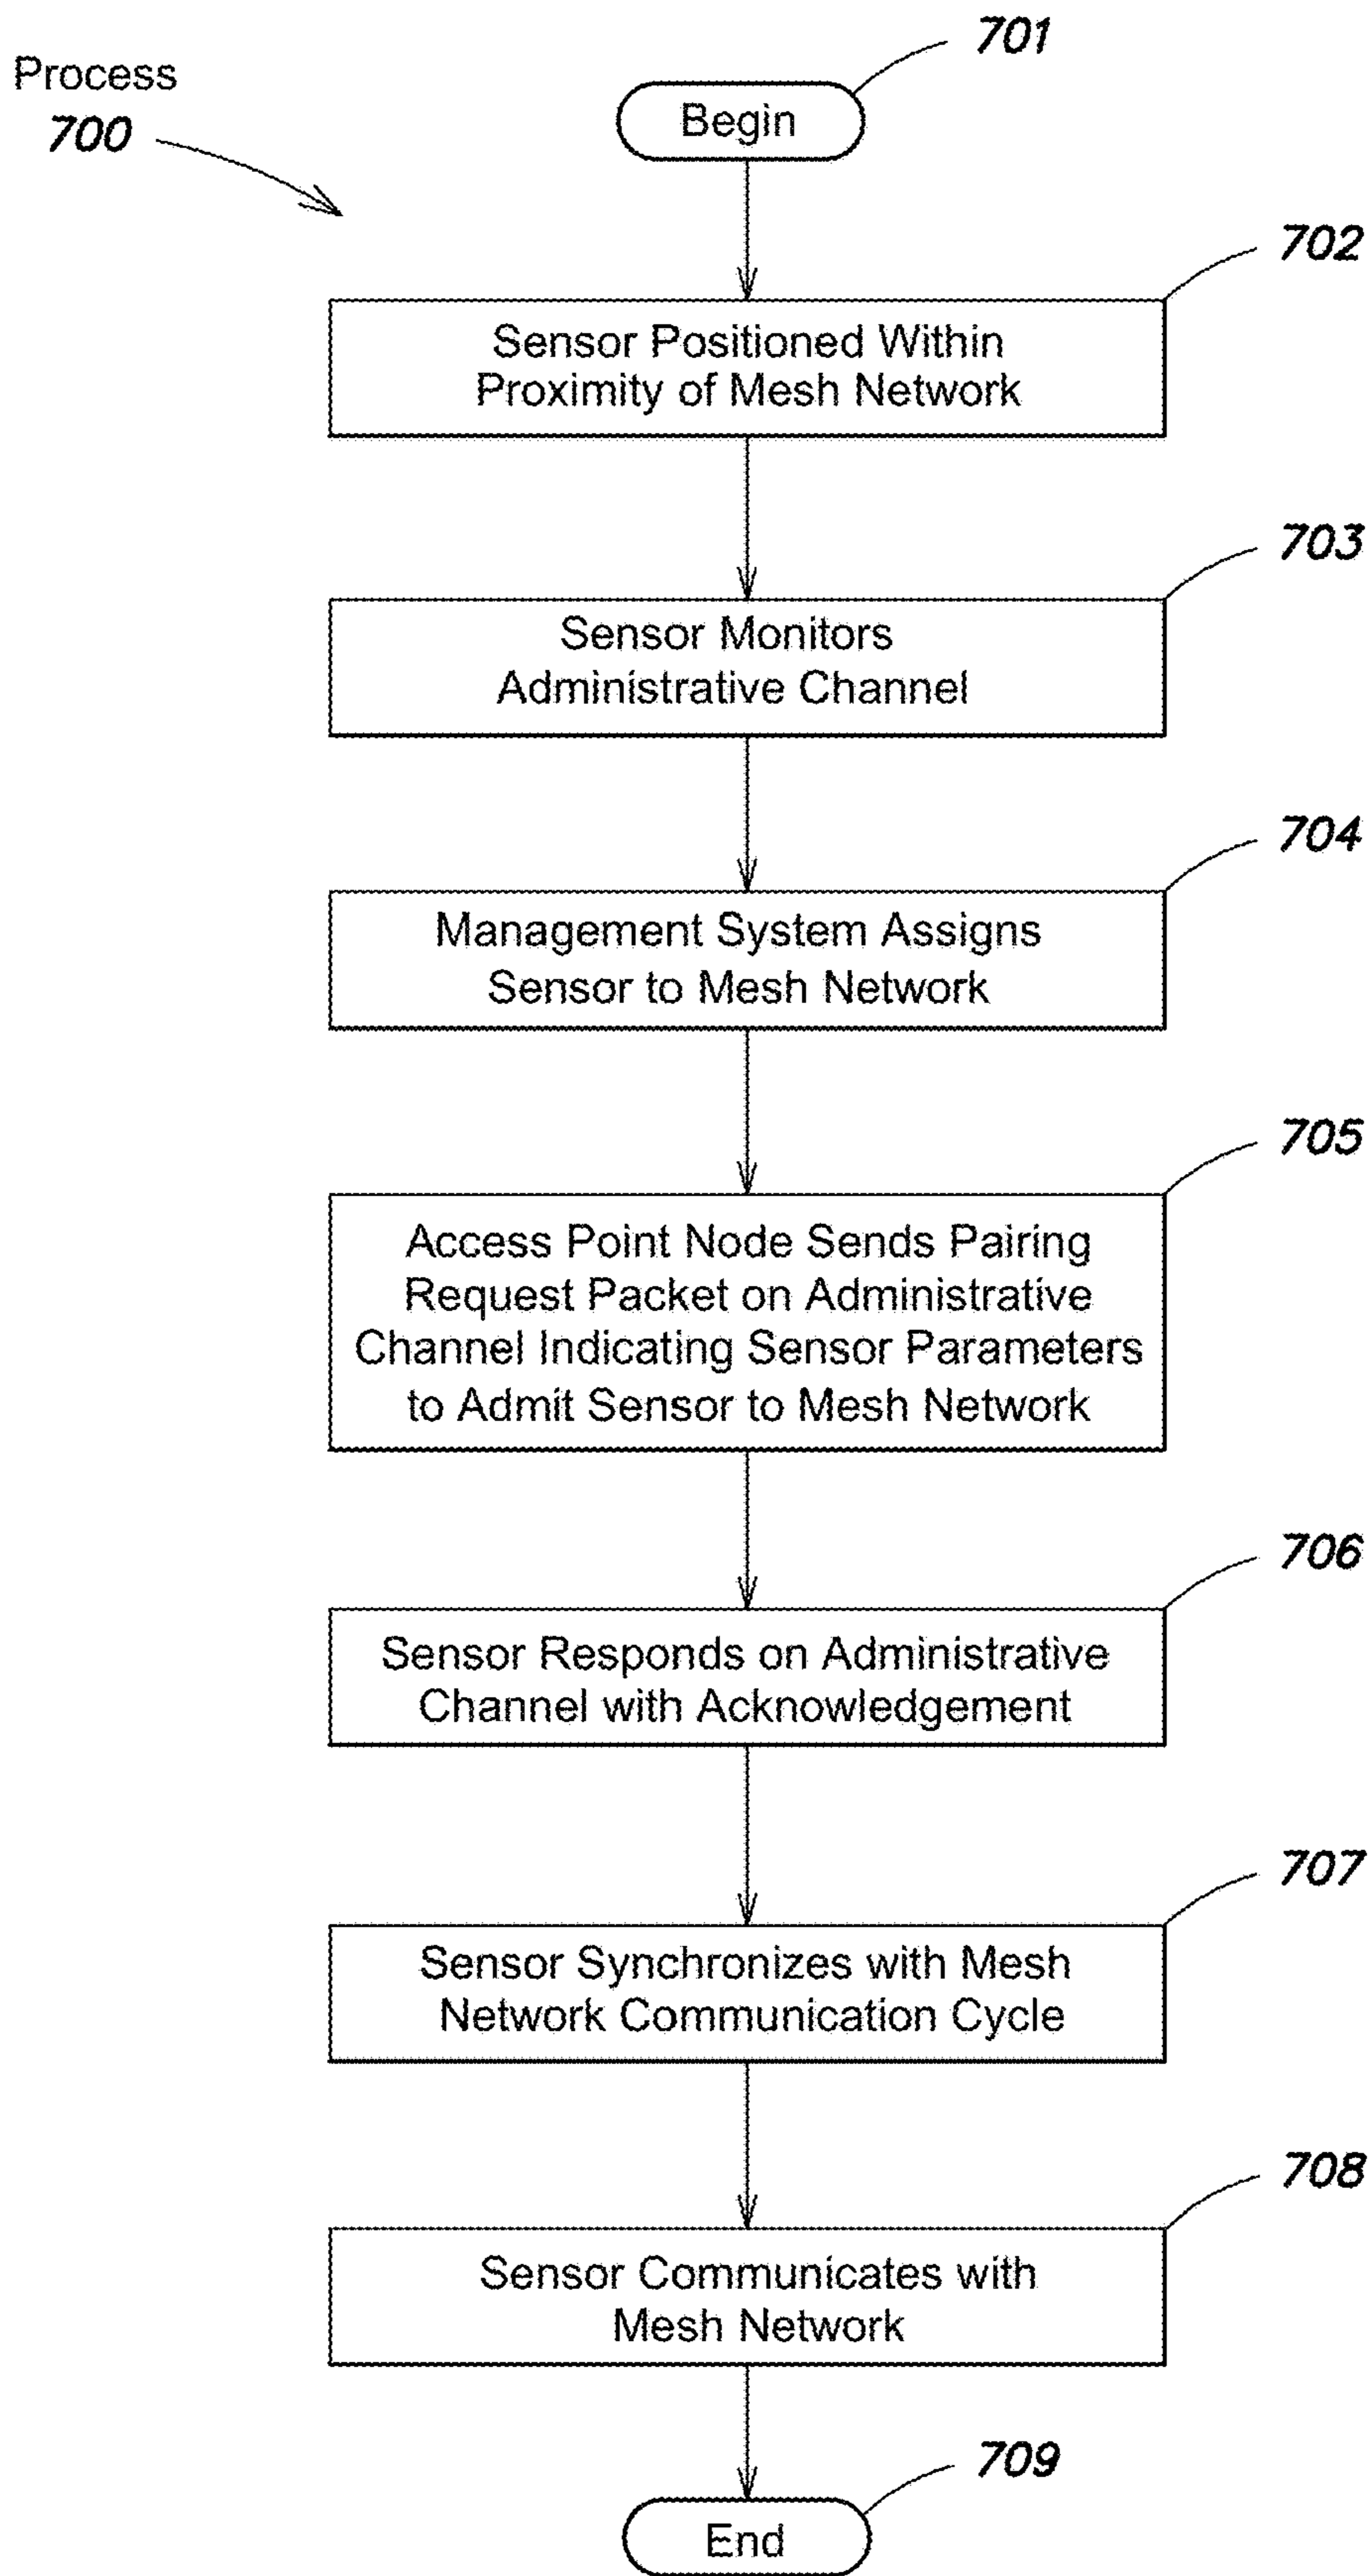 701
Process
700
Begin
702
Sensor Positioned Within
Proximity of Mesh Network
703
Sensor Monitors
Administrative Channel
704
Management System Assigns
Sensor to Mesh Network
705
Access Point Node Sends Pairing
Request Packet on Administrative
Channel Indicating Sensor Parameters
to Admit Sensor to Mesh Network
706
Sensor Responds on Administrative
Channel with Acknowledgement
707
Sensor Synchronizes with Mesh
Network Communication Cycle
708
Sensor Communicates with
Mesh Network
709
End